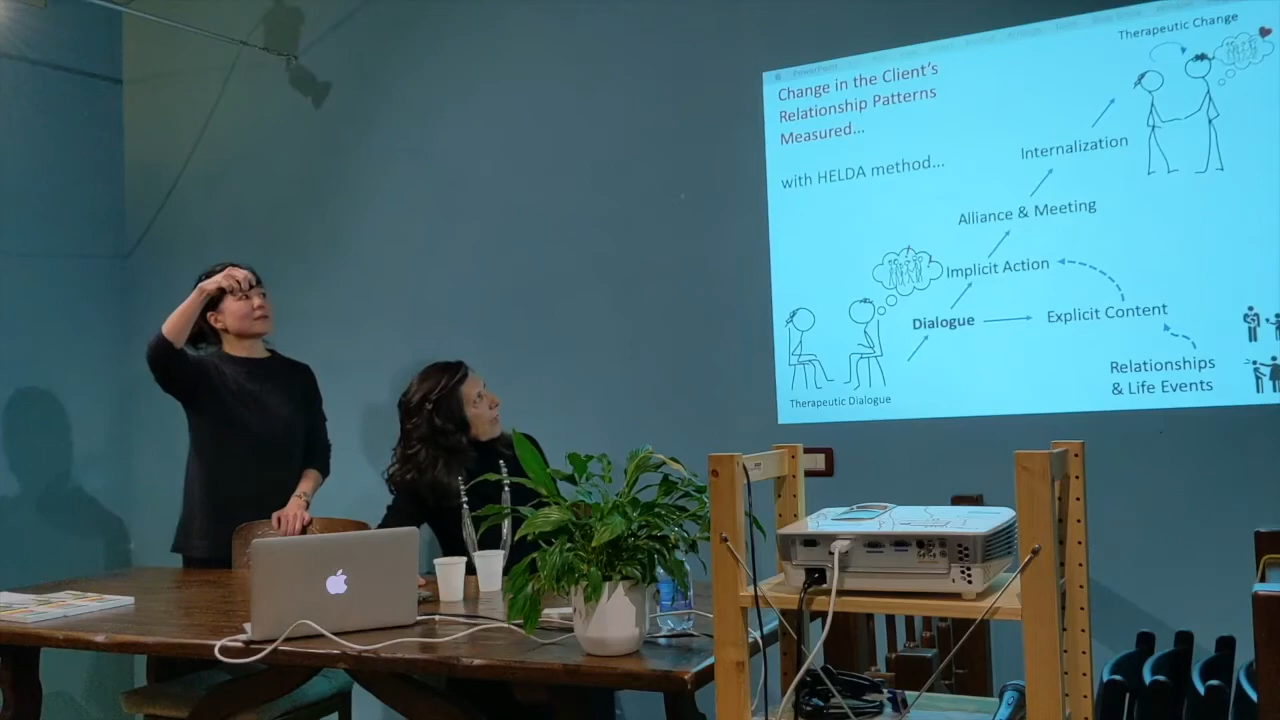 PowerPoint
Change in the Client's
Relationship Patterns
Measured...
with HELDA method...
Therapeutic Change
Internalization
Alliance & Meeting
Implicit Action
Dialogue
Explicit Content
Relationships
& Life Events
Therapeutic Dialogue